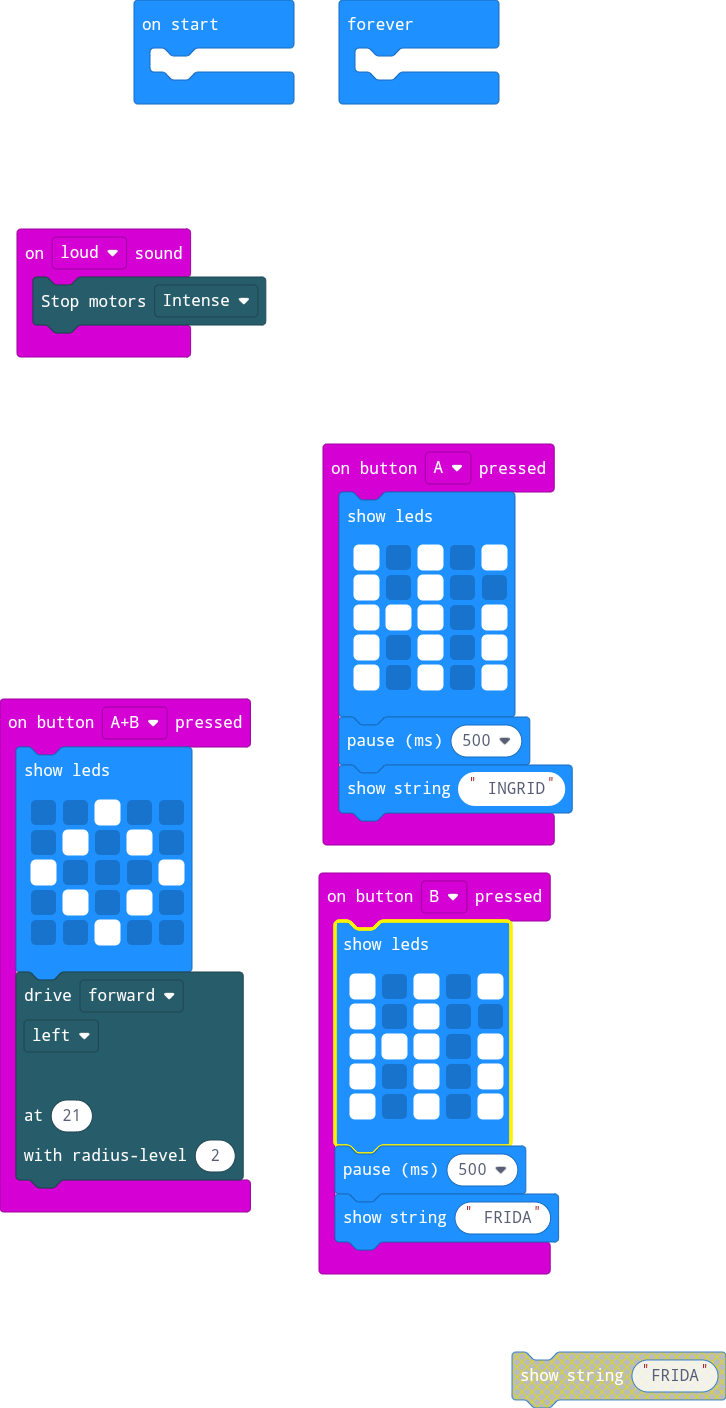 on start
forever
on loud sound
Stop motors Intense
on button A pressed
show leds
pause (ms) 500
show string " INGRID"
on button A+B pressed
show leds
drive forward
left
at 21
with radius-level 2
on button B pressed
show leds
pause (ms) 500
show string " FRIDA"
show string "FRIDA"